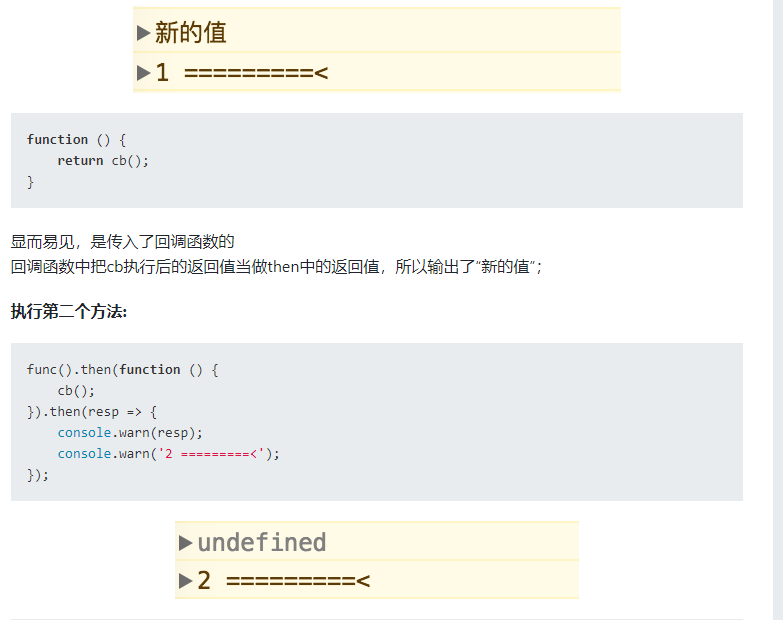 ▶新的值
▶1 =========<
function () {
    return cb();
}
显而易见，是传入了回调函数的
回调函数中把cb执行后的返回值当做then中的返回值，所以输出了“新的值”；
执行第二个方法:
func().then(function () {
    cb();
}).then(resp => {
    console.warn(resp);
    console.warn('2 =========<');
});
▶undefined
▶2 =========<